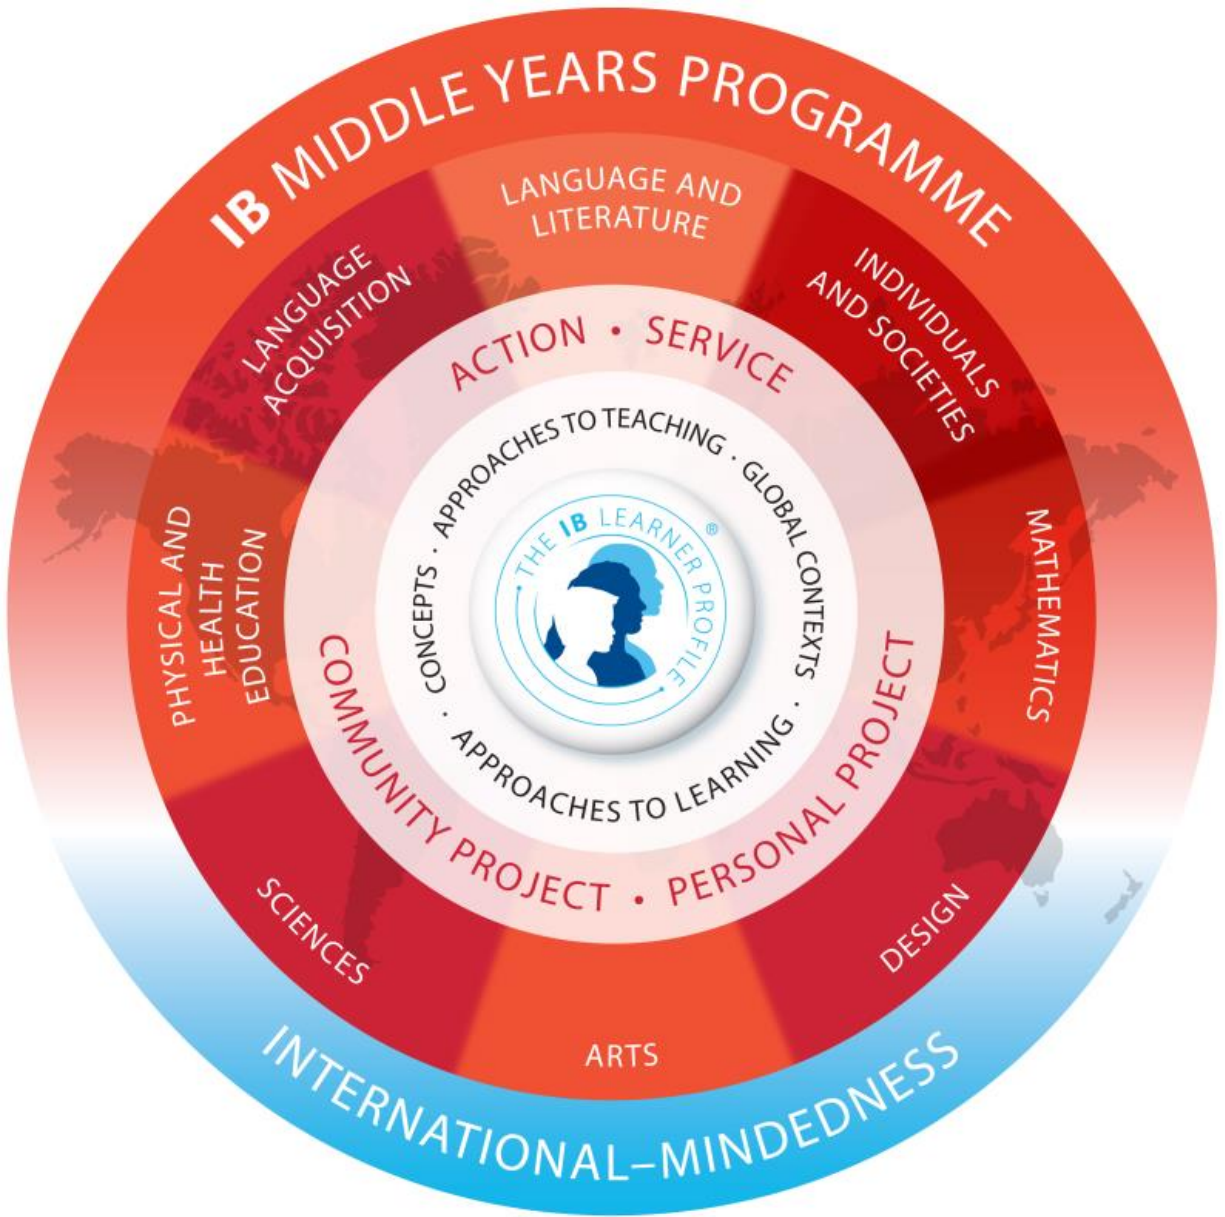 IB MIDDLE YEARS PROGRAMME
LANGUAGE AND
LITERATURE
INDIVIDUALS
AND SOCIETIES
MATHEMATICS
DESIGN
ARTS
SCIENCES
PHYSICAL AND
HEALTH
EDUCATION
LANGUAGE
ACQUISITION
ACTION • SERVICE
COMMUNITY PROJECT • PERSONAL PROJECT
APPROACHES TO TEACHING · GLOBAL CONTEXTS ·
APPROACHES TO LEARNING
· CONCEPTS ·
• THE IB LEARNER PROFILE •
®
INTERNATIONAL–MINDEDNESS